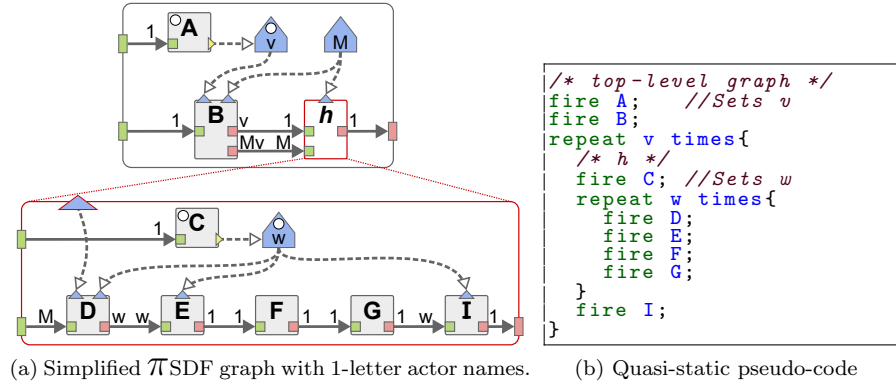 A
1
v
M
B
1
v
1
h
1
Mv
M
C
1
w
M
D
w
w
E
1
1
F
1
1
G
1
w
I
1
(a) Simplified πSDF graph with 1-letter actor names.
/* top-level graph */
fire A; //Sets v
fire B;
repeat v times{
/* h */
fire C; //Sets w
repeat w times{
fire D;
fire E;
fire F;
fire G;
}
fire I;
}
(b) Quasi-static pseudo-code